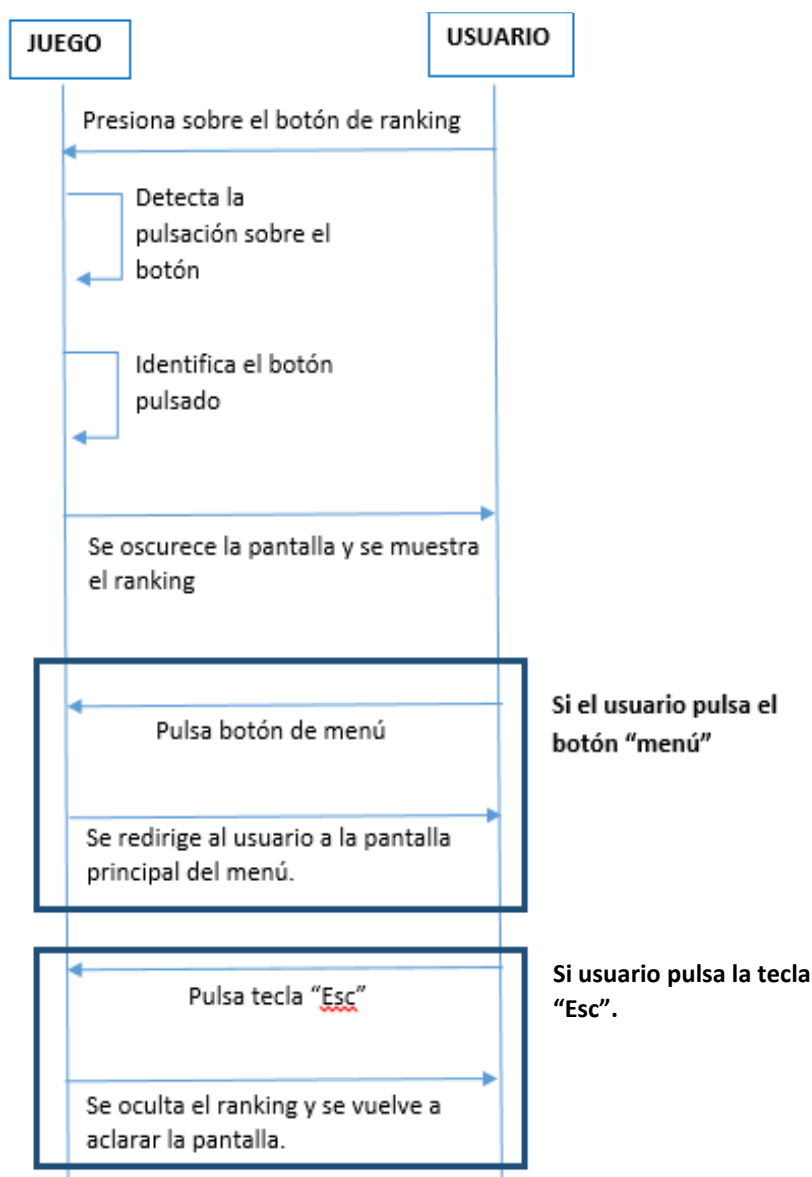 JUEGO
USUARIO
Presiona sobre el botón de ranking
Detecta la
pulsación sobre el
botón
Identifica el botón
pulsado
Se oscurece la pantalla y se muestra
el ranking
Si el usuario pulsa el
botón “menú”
Pulsa botón de menú
Se redirige al usuario a la pantalla
principal del menú.
Si usuario pulsa la tecla
“Esc”.
Pulsa tecla “Esc”
Se oculta el ranking y se vuelve a
aclarar la pantalla.